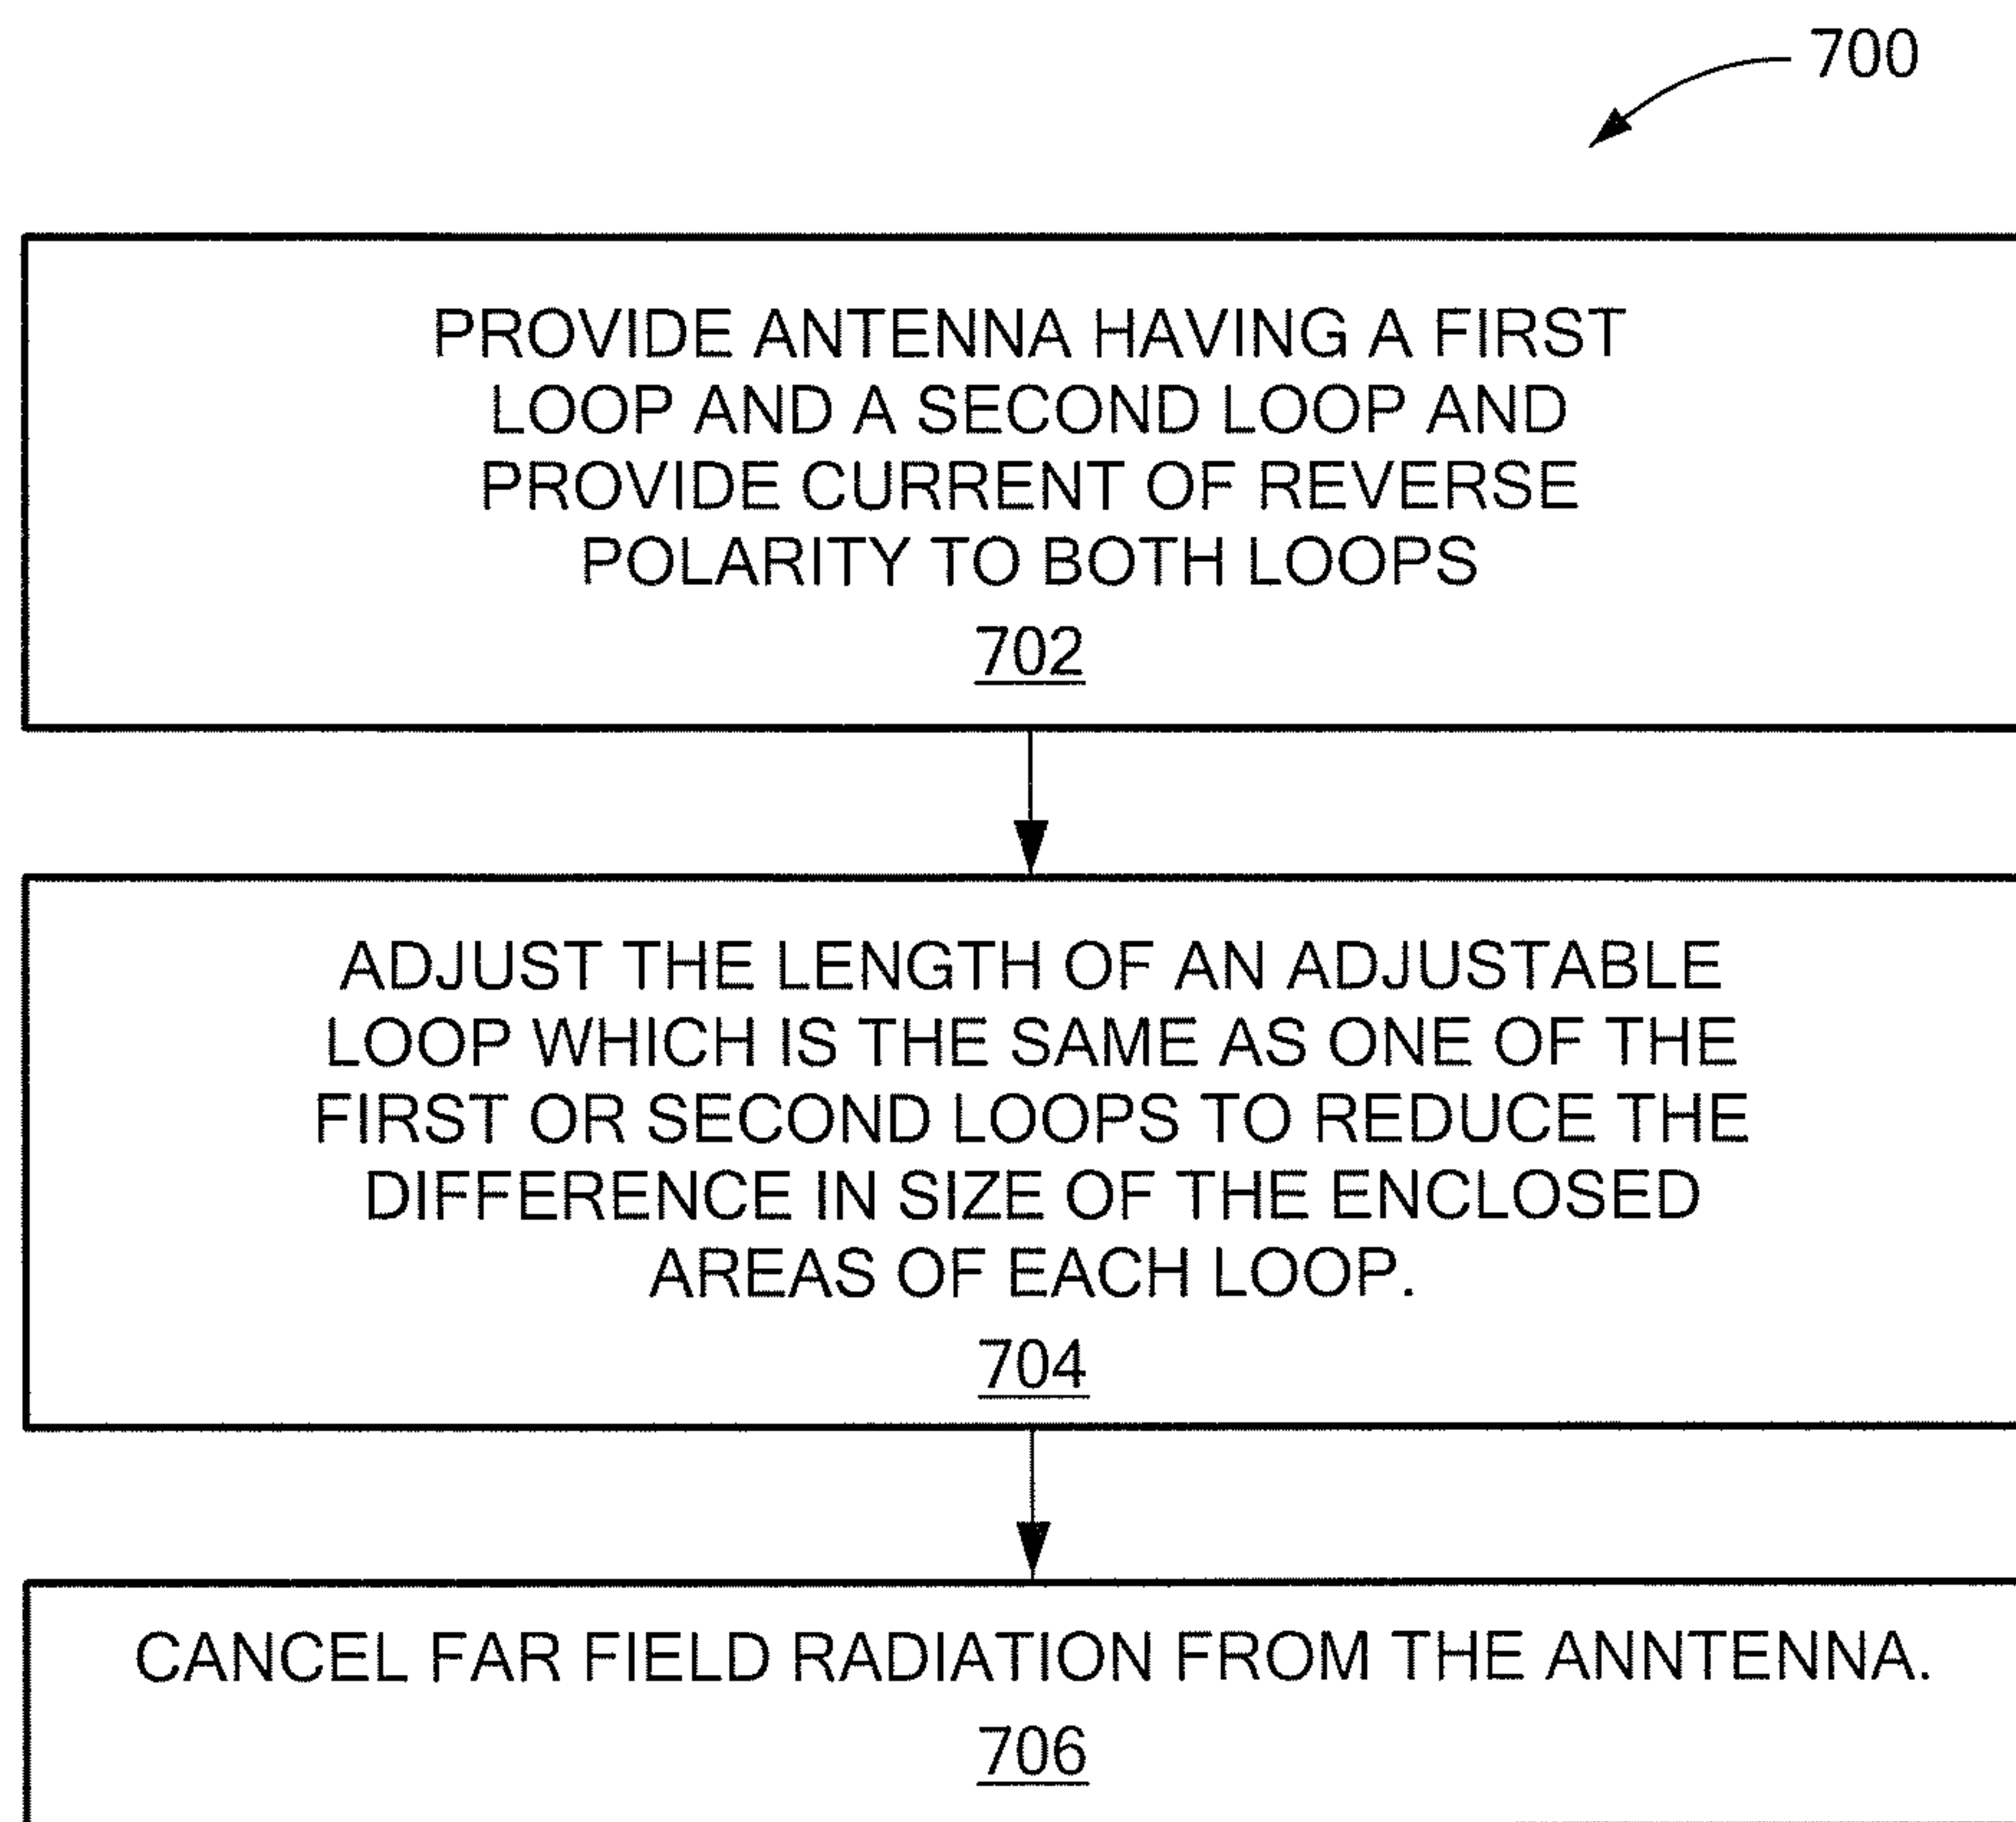 700
PROVIDE ANTENNA HAVING A FIRST
LOOP AND A SECOND LOOP AND
PROVIDE CURRENT OF REVERSE
POLARITY TO BOTH LOOPS
702
ADJUST THE LENGTH OF AN ADJUSTABLE
LOOP WHICH IS THE SAME AS ONE OF THE
FIRST OR SECOND LOOPS TO REDUCE THE
DIFFERENCE IN SIZE OF THE ENCLOSED
AREAS OF EACH LOOP.
704
CANCEL FAR FIELD RADIATION FROM THE ANNTENNA.
706